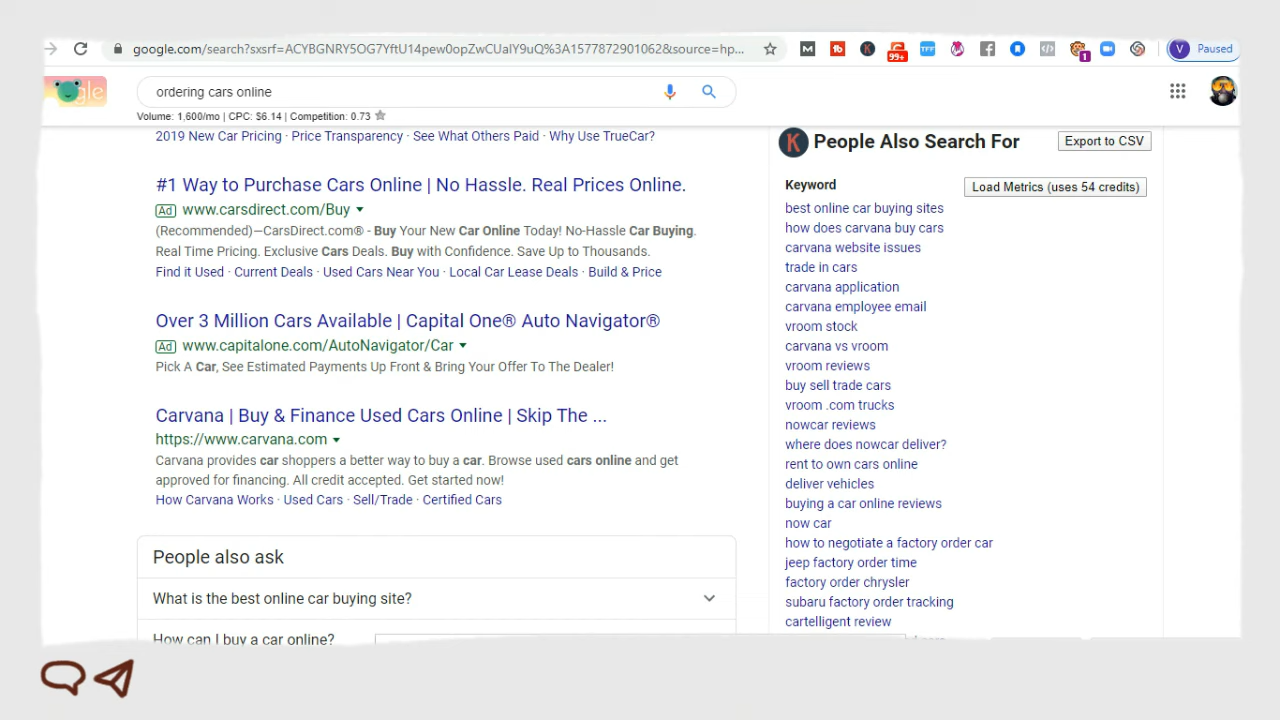 google.com/search?sxsrf=ACYBGNRY5OG7YftU14pew0opZwCUaIY9uQ%3A1577872901062&source=hp...
99+
TFF
1
V Paused
ordering cars online
Volume: 1,600/mo | CPC: $6.14 | Competition: 0.73
2019 New Car Pricing · Price Transparency · See What Others Paid · Why Use TrueCar?
#1 Way to Purchase Cars Online | No Hassle. Real Prices Online.
Ad www.carsdirect.com/Buy
(Recommended)—CarsDirect.com® - Buy Your New Car Online Today! No-Hassle Car Buying.
Real Time Pricing. Exclusive Cars Deals. Buy with Confidence. Save Up to Thousands.
Find it Used · Current Deals · Used Cars Near You · Local Car Lease Deals · Build & Price
Over 3 Million Cars Available | Capital One® Auto Navigator®
Ad www.capitalone.com/AutoNavigator/Car
Pick A Car, See Estimated Payments Up Front & Bring Your Offer To The Dealer!
Carvana | Buy & Finance Used Cars Online | Skip The ...
https://www.carvana.com
Carvana provides car shoppers a better way to buy a car. Browse used cars online and get
approved for financing. All credit accepted. Get started now!
How Carvana Works · Used Cars · Sell/Trade · Certified Cars
People also ask
What is the best online car buying site?
How can I buy a car online?
K People Also Search For
Export to CSV
Keyword
Load Metrics (uses 54 credits)
best online car buying sites
how does carvana buy cars
carvana website issues
trade in cars
carvana application
carvana employee email
vroom stock
carvana vs vroom
vroom reviews
buy sell trade cars
vroom .com trucks
nowcar reviews
where does nowcar deliver?
rent to own cars online
deliver vehicles
buying a car online reviews
now car
how to negotiate a factory order car
jeep factory order time
factory order chrysler
subaru factory order tracking
cartelligent review